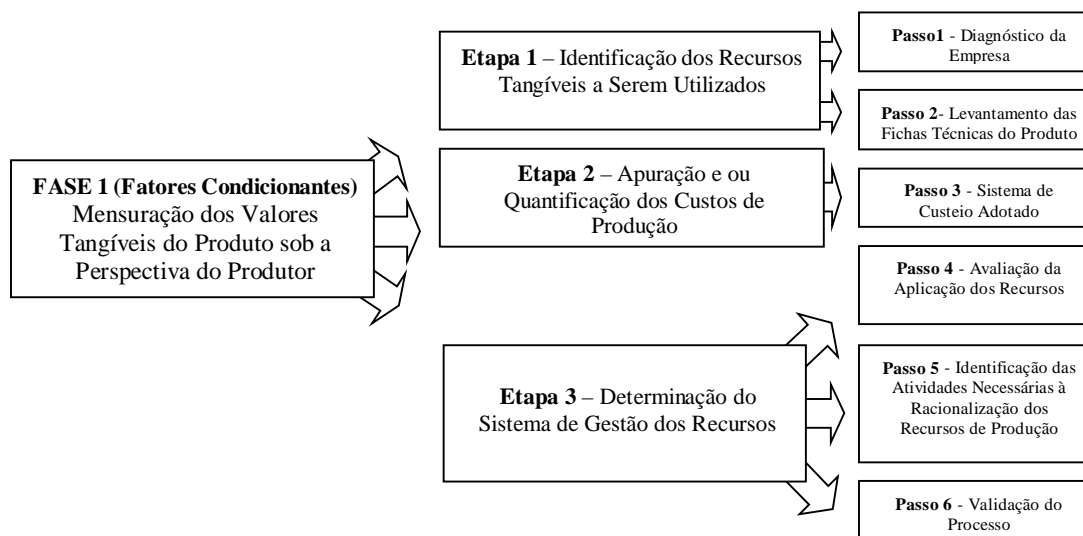 FASE 1 (Fatores Condicionantes)
Mensuração dos Valores
Tangíveis do Produto sob a
Perspectiva do Produtor
Etapa 1 – Identificação dos Recursos
Tangíveis a Serem Utilizados
Etapa 2 – Apuração e ou
Quantificação dos Custos de
Produção
Etapa 3 – Determinação do
Sistema de Gestão dos Recursos
Passo1 - Diagnóstico da
Empresa
Passo 2- Levantamento das
Fichas Técnicas do Produto
Passo 3 - Sistema de
Custeio Adotado
Passo 4 - Avaliação da
Aplicação dos Recursos
Passo 5 - Identificação das
Atividades Necessárias à
Racionalização dos
Recursos de Produção
Passo 6 - Validação do
Processo